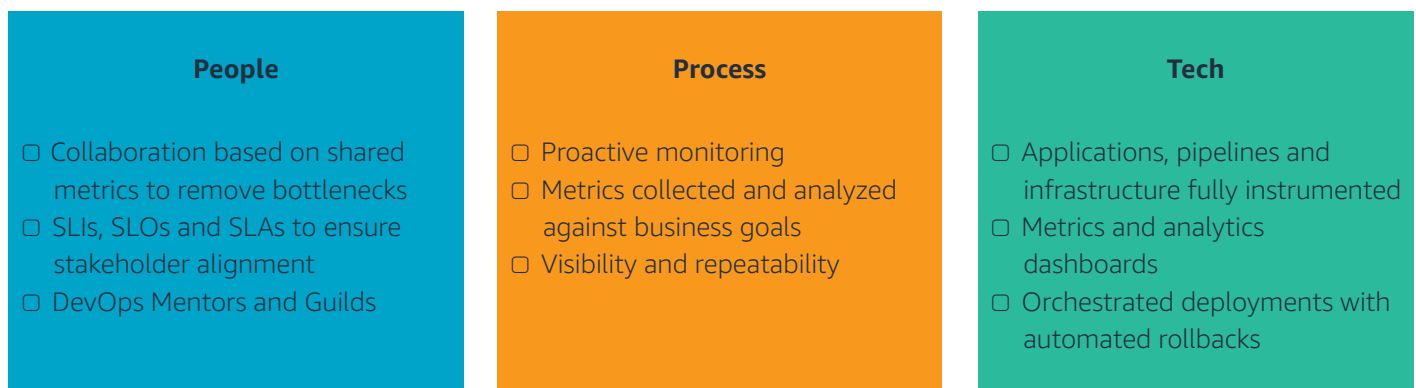 People
☐ Collaboration based on shared
metrics to remove bottlenecks
☐ SLIs, SLOs and SLAs to ensure
stakeholder alignment
☐ DevOps Mentors and Guilds
Process
☐ Proactive monitoring
☐ Metrics collected and analyzed
against business goals
☐ Visibility and repeatability
Tech
☐ Applications, pipelines and
infrastructure fully instrumented
☐ Metrics and analytics
dashboards
☐ Orchestrated deployments with
automated rollbacks